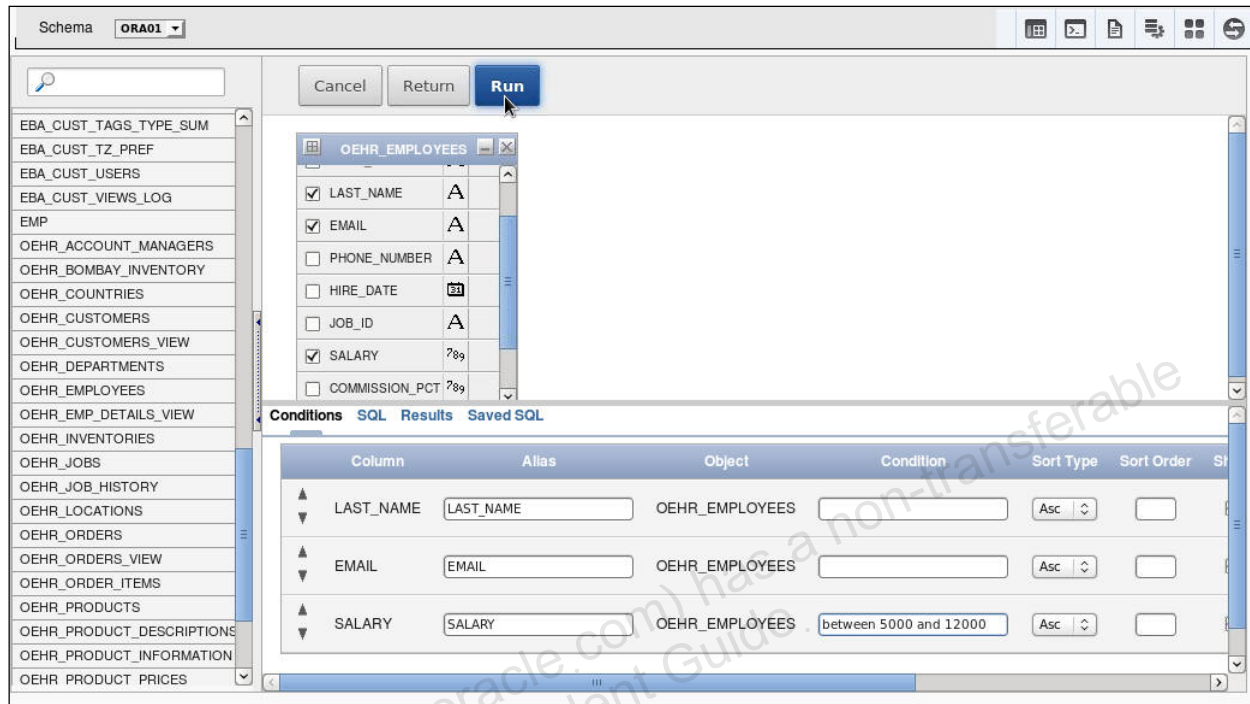 Schema ORA01
Cancel Return Run
EBA_CUST_TAGS_TYPE_SUM
EBA_CUST_TZ_PREF
EBA_CUST_USERS
EBA_CUST_VIEWS_LOG
EMP
OEHR_ACCOUNT_MANAGERS
OEHR_BOMBAY_INVENTORY
OEHR_COUNTRIES
OEHR_CUSTOMERS
OEHR_CUSTOMERS_VIEW
OEHR_DEPARTMENTS
OEHR_EMPLOYEES
OEHR_EMP_DETAILS_VIEW
OEHR_INVENTORIES
OEHR_JOBS
OEHR_JOB_HISTORY
OEHR_LOCATIONS
OEHR_ORDERS
OEHR_ORDERS_VIEW
OEHR_ORDER_ITEMS
OEHR_PRODUCTS
OEHR_PRODUCT_DESCRIPTIONS
OEHR_PRODUCT_INFORMATION
OEHR_PRODUCT_PRICES
OEHR_EMPLOYEES
LAST_NAME A
EMAIL A
PHONE_NUMBER A
HIRE_DATE 31
JOB_ID A
SALARY 789
COMMISSION_PCT 789
Conditions SQL Results Saved SQL
Column Alias Object Condition Sort Type Sort Order
LAST_NAME LAST_NAME OEHR_EMPLOYEES Asc
EMAIL EMAIL OEHR_EMPLOYEES Asc
SALARY SALARY OEHR_EMPLOYEES between 5000 and 12000 Asc
oracle.com) has a non-transferable